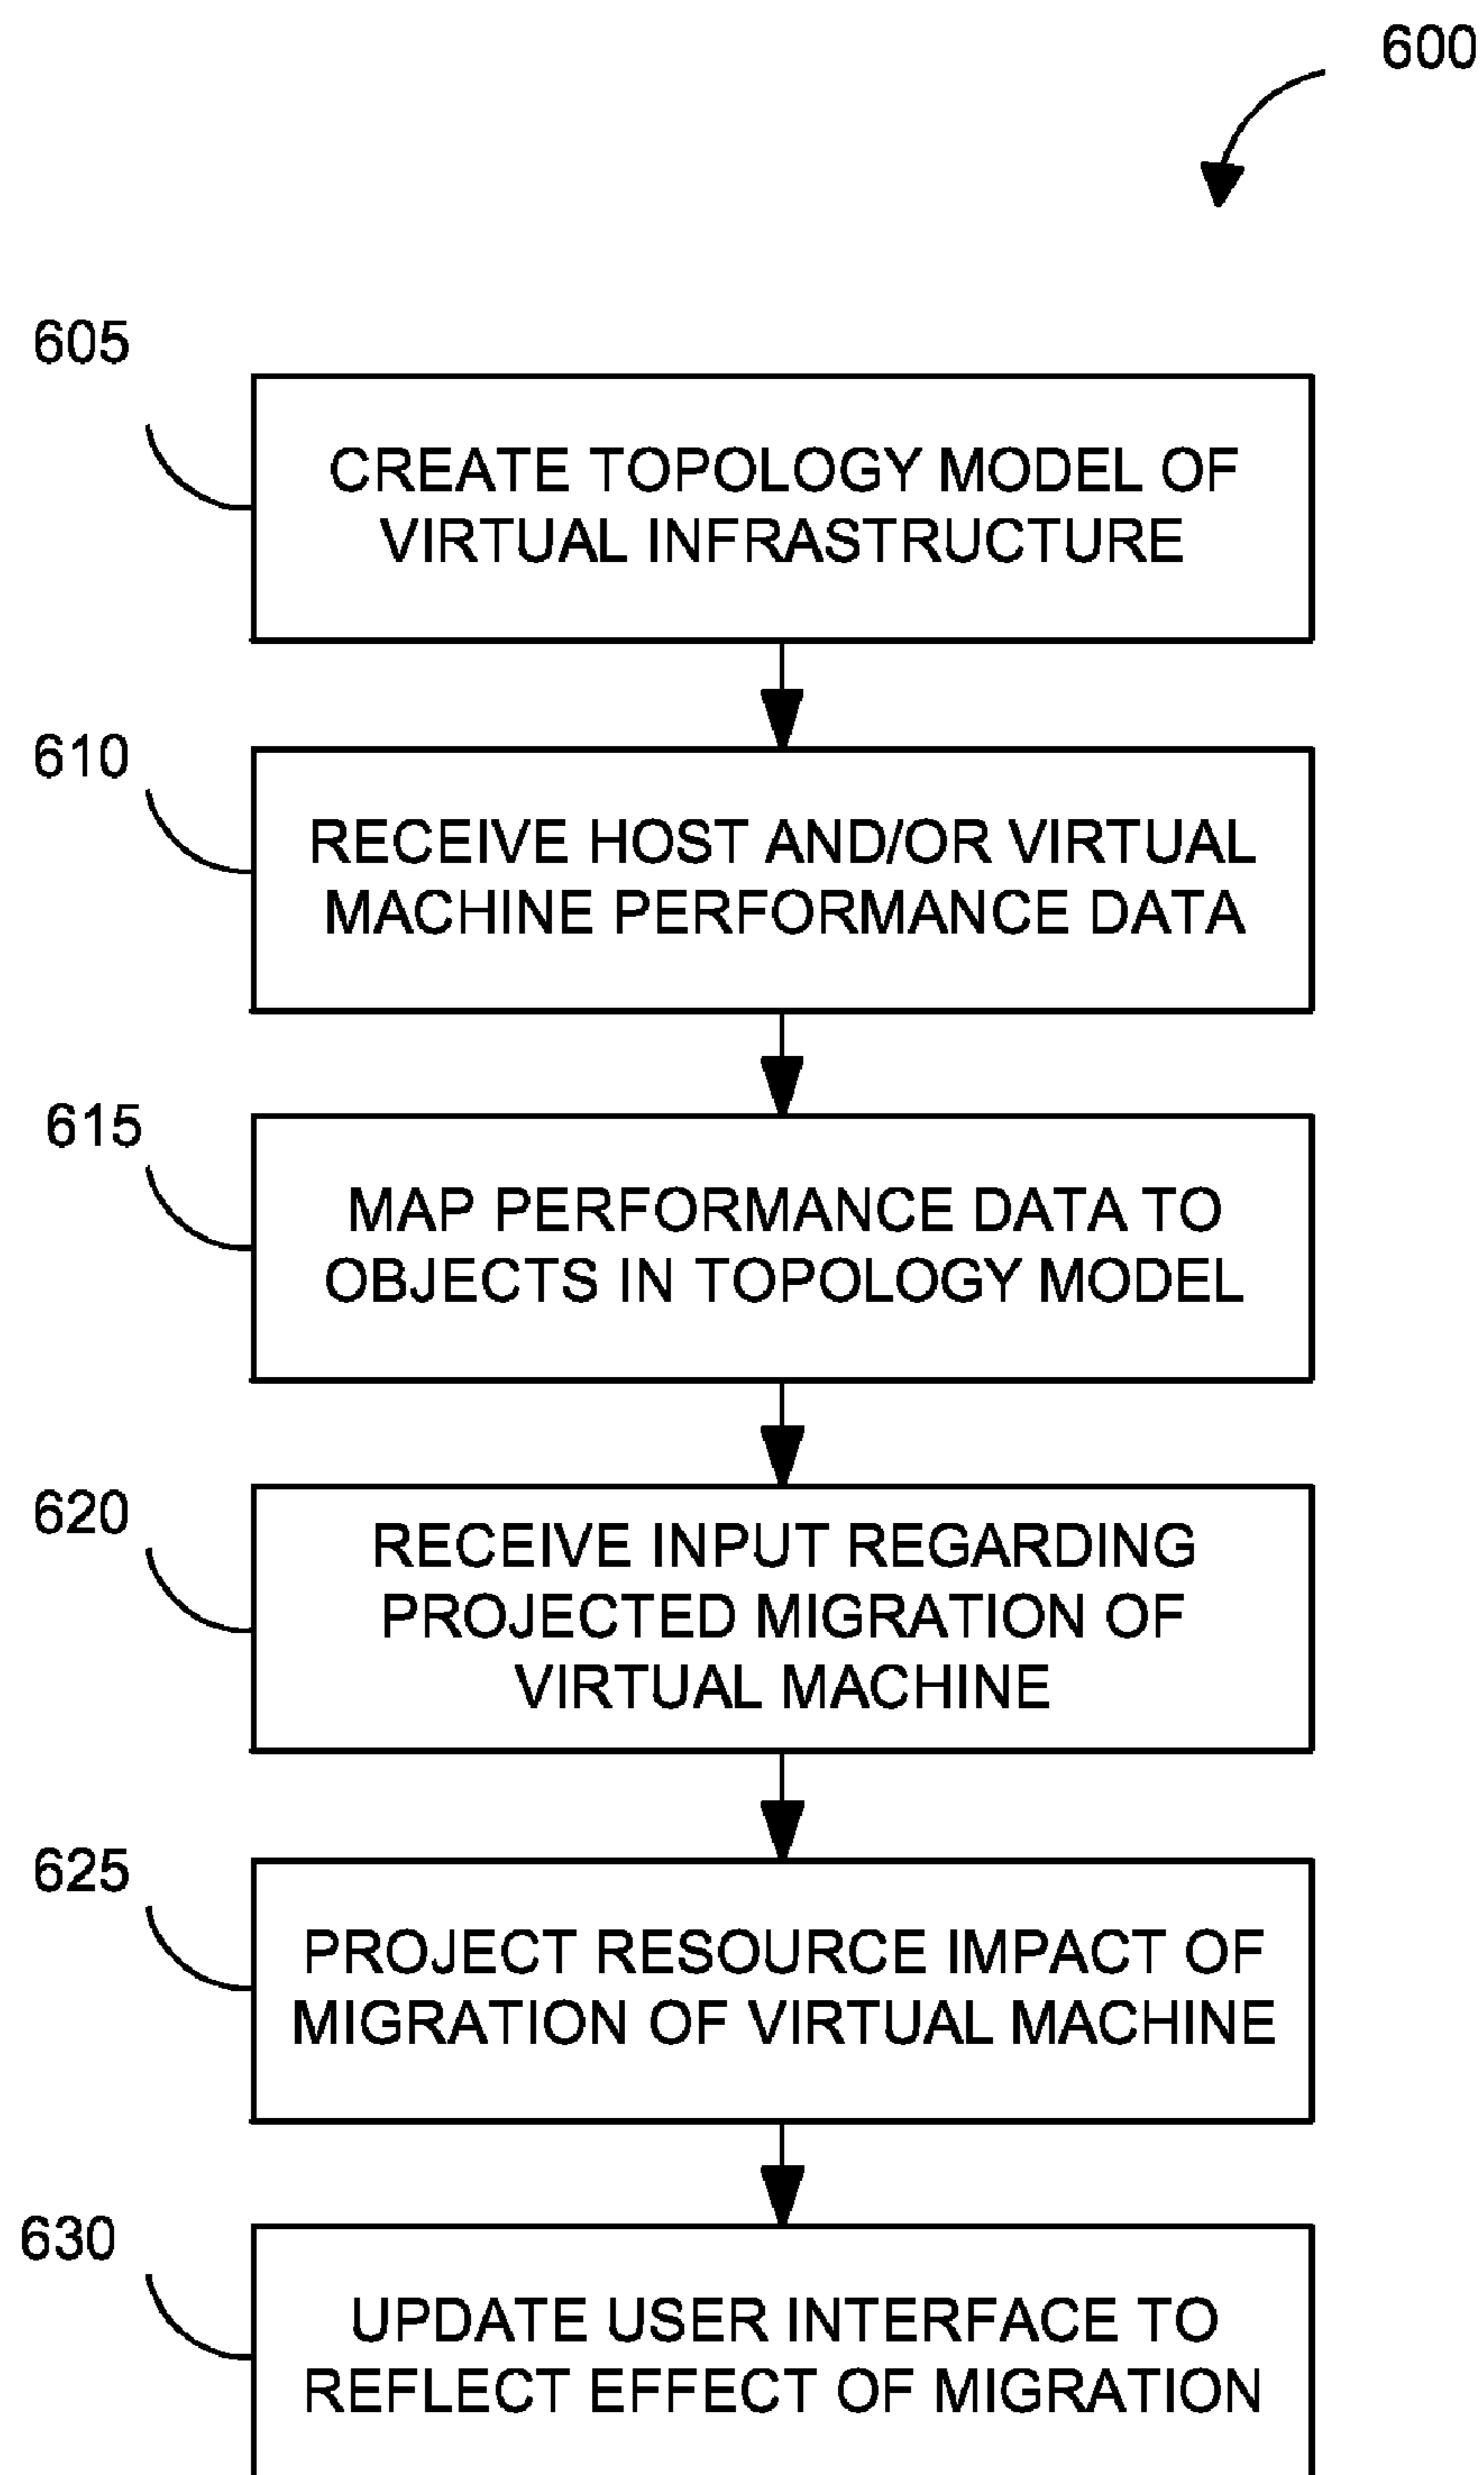 600
605
CREATE TOPOLOGY MODEL OF
VIRTUAL INFRASTRUCTURE
610
RECEIVE HOST AND/OR VIRTUAL
MACHINE PERFORMANCE DATA
615
MAP PERFORMANCE DATA TO
OBJECTS IN TOPOLOGY MODEL
620
RECEIVE INPUT REGARDING
PROJECTED MIGRATION OF
VIRTUAL MACHINE
625
PROJECT RESOURCE IMPACT OF
MIGRATION OF VIRTUAL MACHINE
630
UPDATE USER INTERFACE TO
REFLECT EFFECT OF MIGRATION